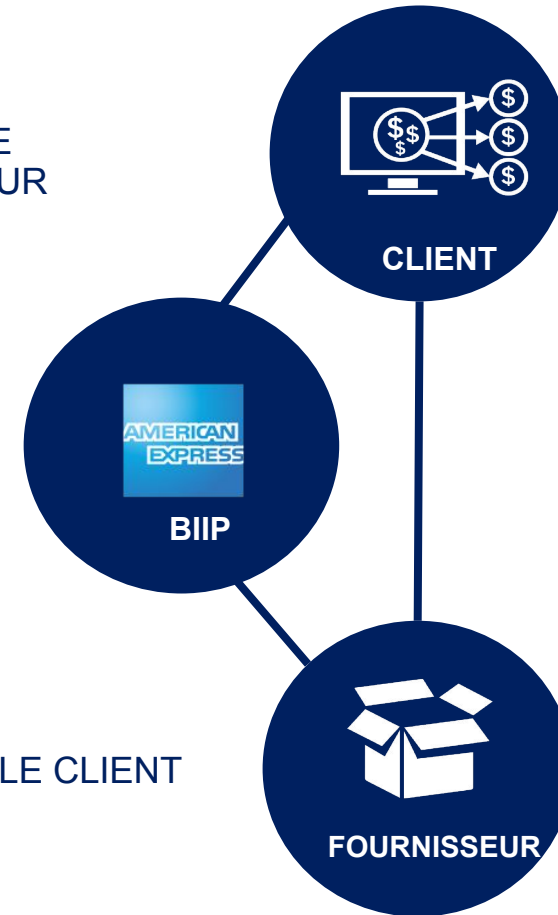 E
UR
$
$
$
$
$
$
CLIENT
AMERICAN
EXPRESS
BIIP
LE CLIENT
FOURNISSEUR